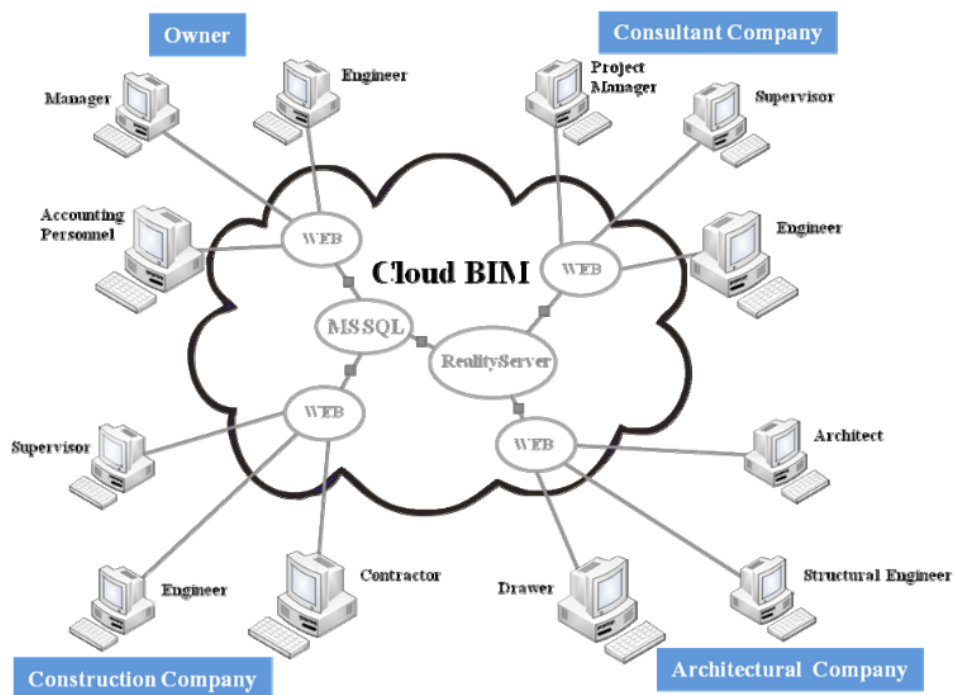 Owner
Consultant Company
Manager
Engineer
Project
Manager
Supervisor
Accounting
Personnel
WEB
Cloud BIM
WEB
Engineer
MSSQL
RealityServer
WEB
WEB
Supervisor
Architect
Engineer
Contractor
Drawer
Structural Engineer
Construction Company
Architectural Company